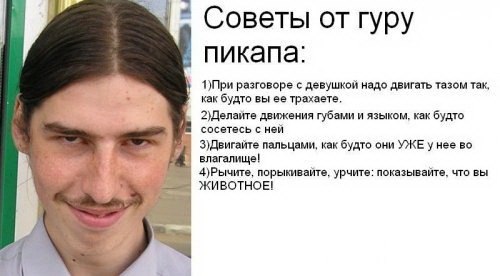 Советы от гуру
пикапа:
1)При разговоре с девушкой надо двигать тазом так,
как будто вы ее трахаете.
2)Делайте движения губами и языком, как будто
сосетесь с ней
3)Двигайте пальцами, как будто они УЖЕ у нее во
влагалище!
4)Рычите, порыкивайте, урчите: показывайте, что вы
ЖИВОТНОЕ!